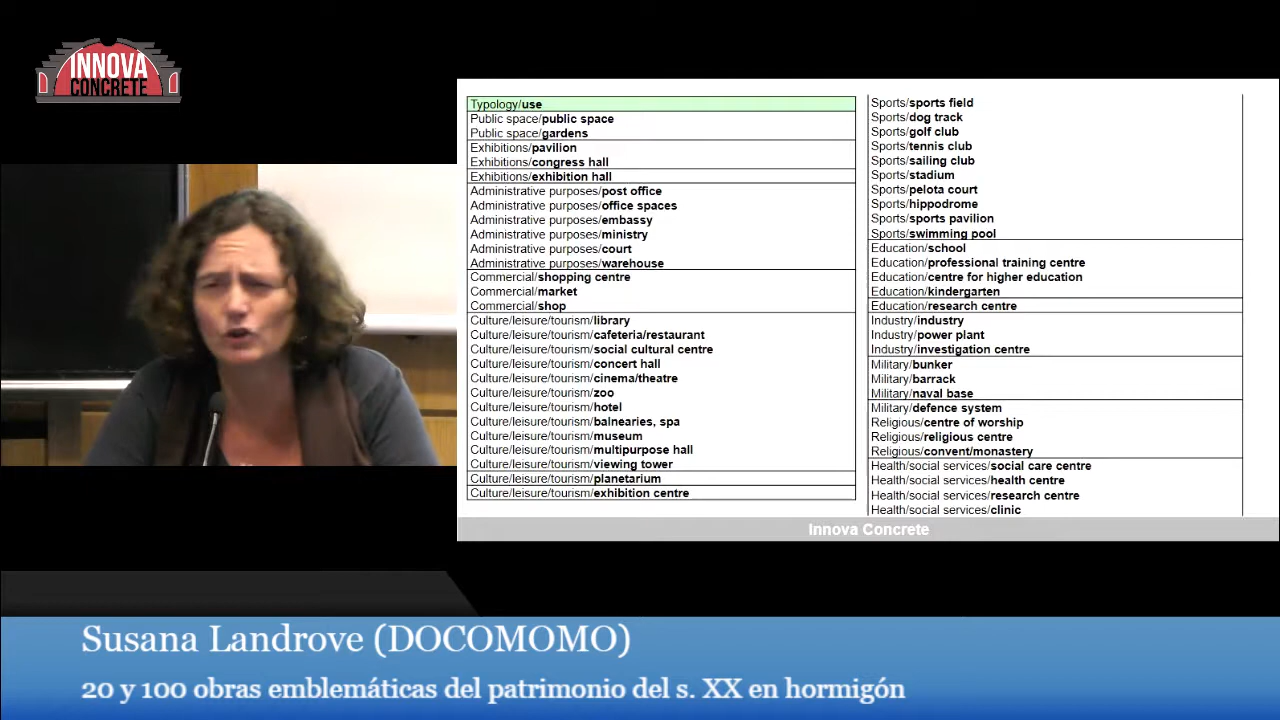 INNOVA
CONCRETE
Typology/use
Public space/public space
Public space/gardens
Exhibitions/pavilion
Exhibitions/congress hall
Exhibitions/exhibition hall
Administrative purposes/post office
Administrative purposes/office spaces
Administrative purposes/embassy
Administrative purposes/ministry
Administrative purposes/court
Administrative purposes/warehouse
Commercial/shopping centre
Commercial/market
Commercial/shop
Culture/leisure/tourism/library
Culture/leisure/tourism/cafeteria/restaurant
Culture/leisure/tourism/social cultural centre
Culture/leisure/tourism/concert hall
Culture/leisure/tourism/cinema/theatre
Culture/leisure/tourism/zoo
Culture/leisure/tourism/hotel
Culture/leisure/tourism/balnearies, spa
Culture/leisure/tourism/museum
Culture/leisure/tourism/multipurpose hall
Culture/leisure/tourism/viewing tower
Culture/leisure/tourism/planetarium
Culture/leisure/tourism/exhibition centre
Sports/sports field
Sports/dog track
Sports/golf club
Sports/tennis club
Sports/sailing club
Sports/stadium
Sports/pelota court
Sports/hippodrome
Sports/sports pavilion
Sports/swimming pool
Education/school
Education/professional training centre
Education/centre for higher education
Education/kindergarten
Education/research centre
Industry/industry
Industry/power plant
Industry/investigation centre
Military/bunker
Military/barrack
Military/naval base
Military/defence system
Religious/centre of worship
Religious/religious centre
Religious/convent/monastery
Health/social services/social care centre
Health/social services/health centre
Health/social services/research centre
Health/social services/clinic
Innova Concrete
Susana Landrove (DOCOMOMO)
20 y 100 obras emblemáticas del patrimonio del s. XX en hormigón